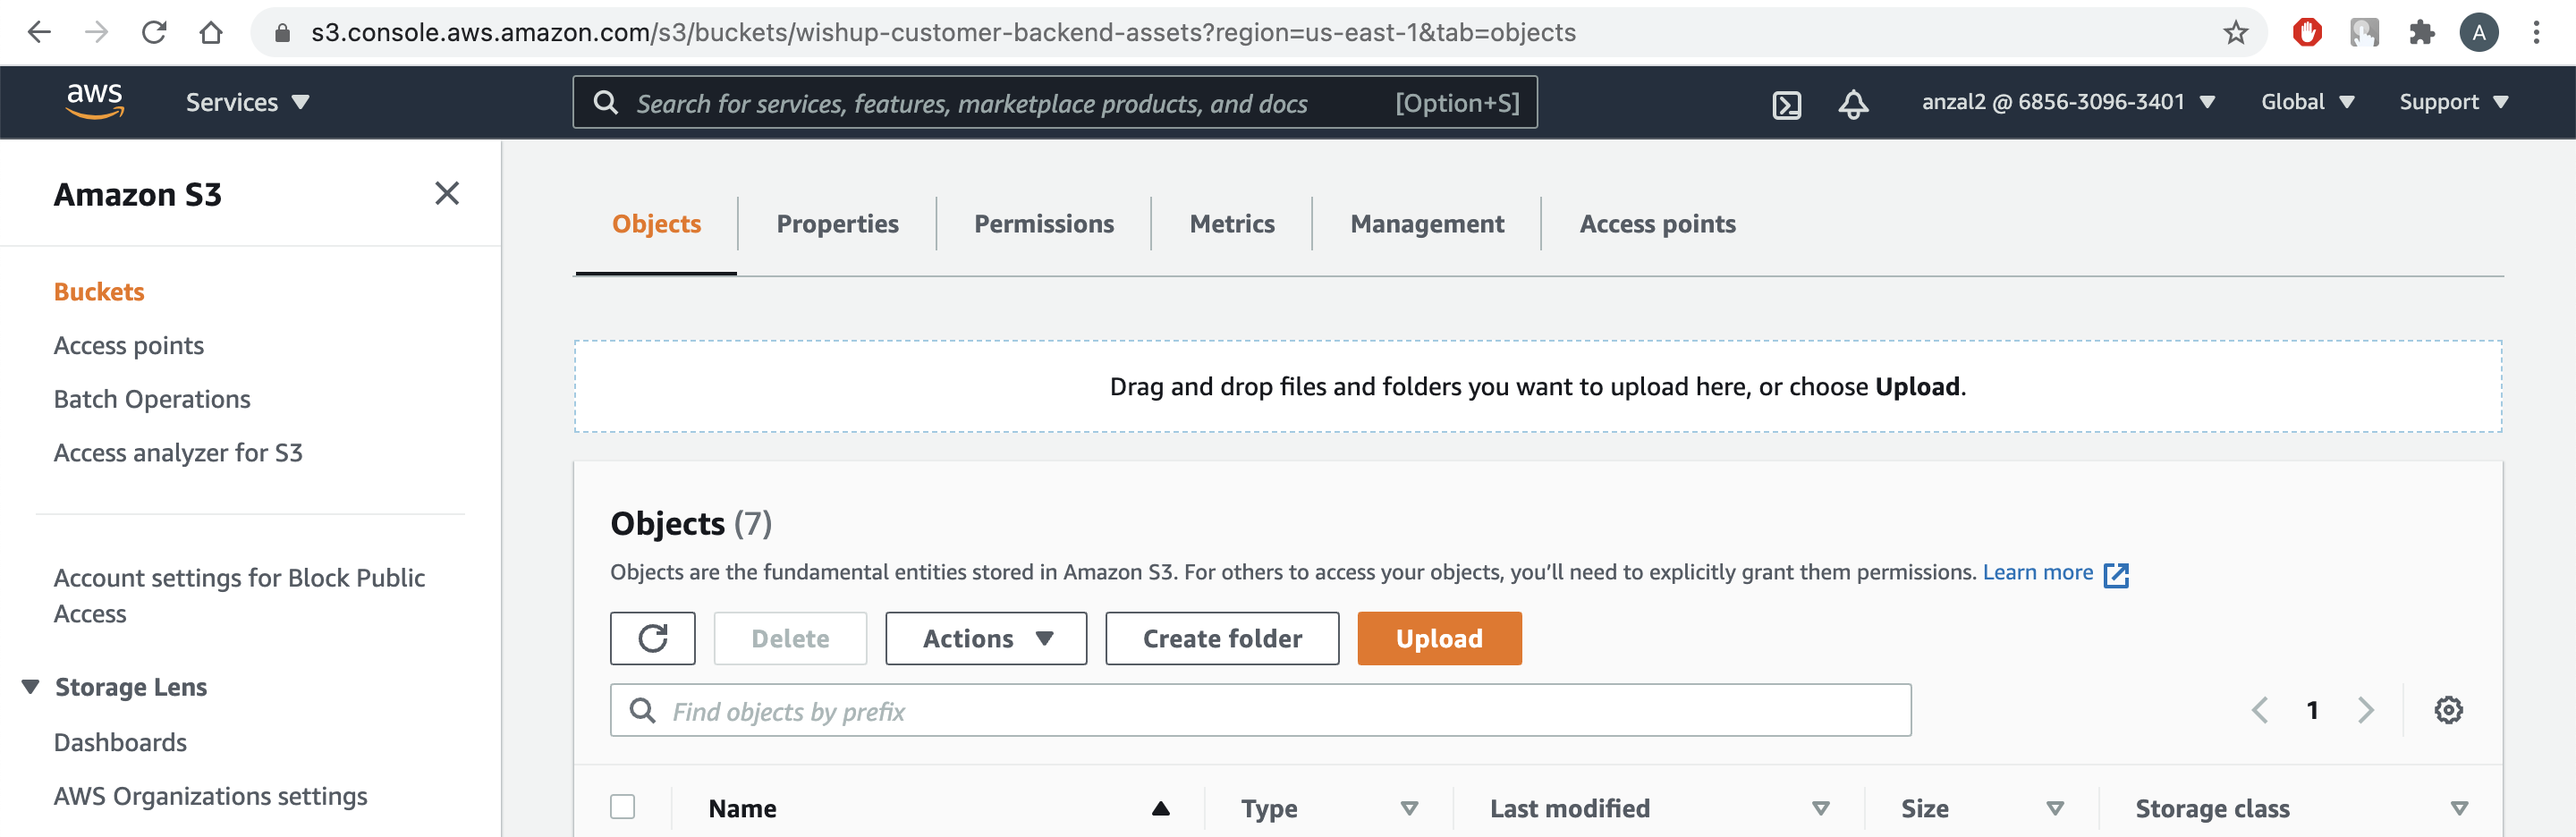 s3.console.aws.amazon.com/s3/buckets/wishup-customer-backend-assets?region=us-east-1&tab=objects
A
aws
Services
Search for services, features, marketplace products, and docs [Option+S]
anzal2 @ 6856-3096-3401
Global
Support
Amazon S3
Buckets
Access points
Batch Operations
Access analyzer for S3
Account settings for Block Public
Access
Storage Lens
Dashboards
AWS Organizations settings
Objects Properties Permissions Metrics Management Access points
Drag and drop files and folders you want to upload here, or choose Upload.
Objects (7)
Objects are the fundamental entities stored in Amazon S3. For others to access your objects, you’ll need to explicitly grant them permissions. Learn more
Delete Actions Create folder Upload
Find objects by prefix
1
Name Type Last modified Size Storage class